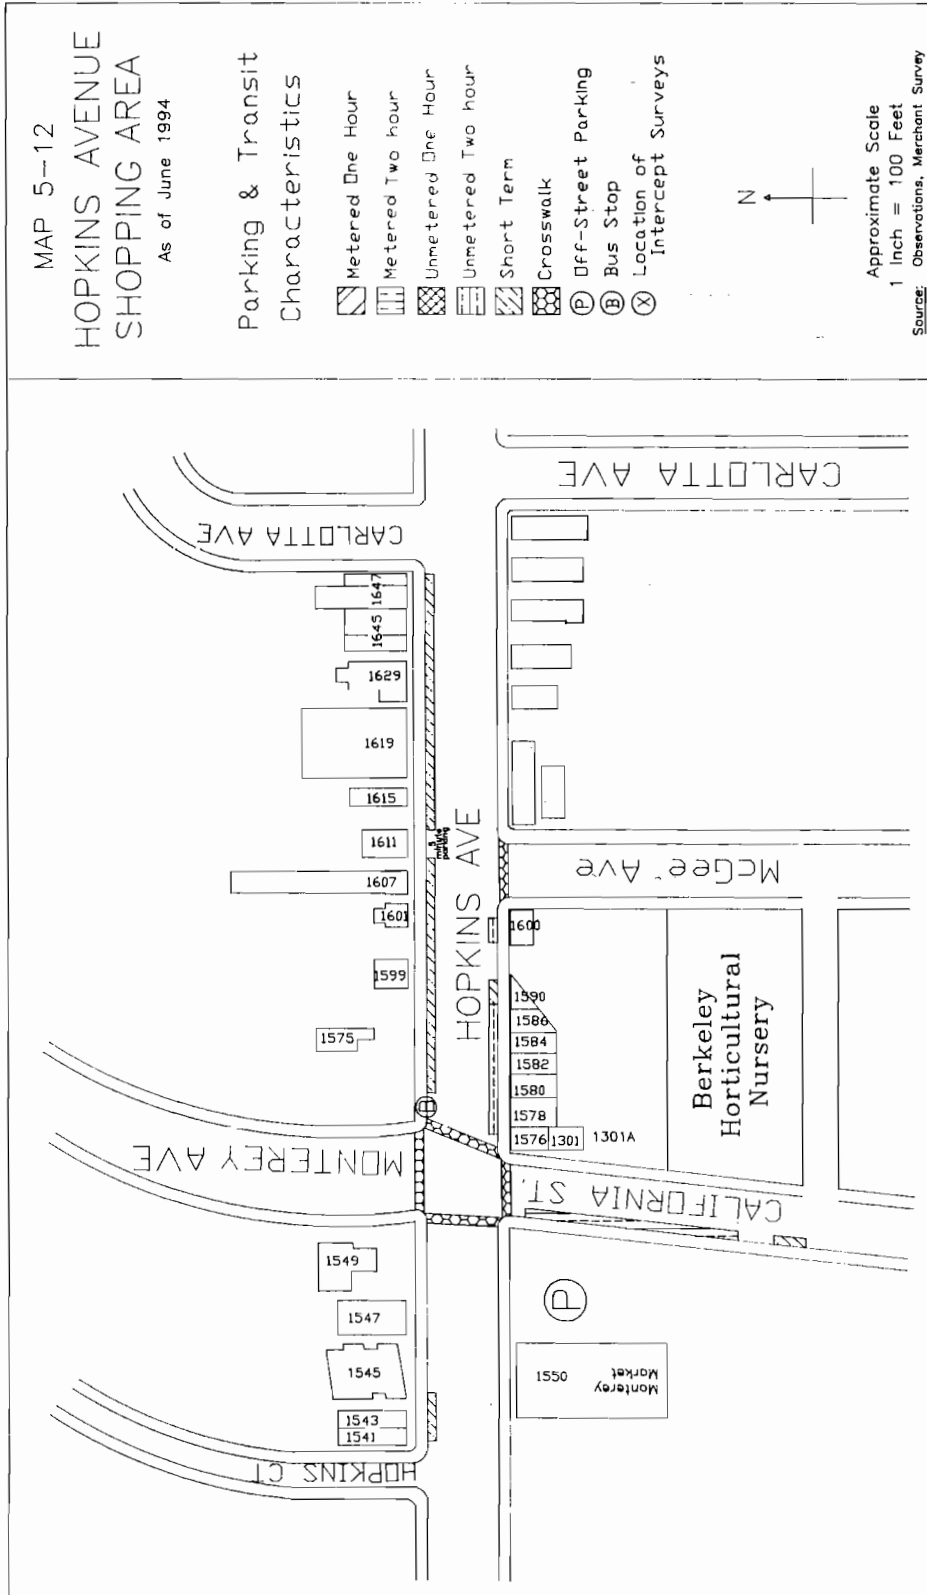 MAP 5-12
HOPKINS AVENUE
SHOPPING AREA
As of June 1994
Parking & Transit
Characteristics
Metered One Hour
Metered Two hour
Unmetered One Hour
Unmetered Two hour
Short Term
Crosswalk
P Off-Street Parking
B Bus Stop
X Location of
Intercept Surveys
N
Approximate Scale
1 Inch = 100 Feet
Source: Observations, Merchant Survey
CARLOTTA AVE
CARLOTTA AVE
1647
1645
1629
1619
1615
1611
1607
1601
1599
1575
5
minute
parking
HOPKINS AVE
McGee Ave
1600
1590
1586
1584
1582
1580
1578
1576
1301
1301A
Berkeley
Horticultural
Nursery
B
MONTEREY AVE
CALIFORNIA ST.
1549
1547
1545
1543
1541
P
1550
Monterey
Market
HOPKINS CT